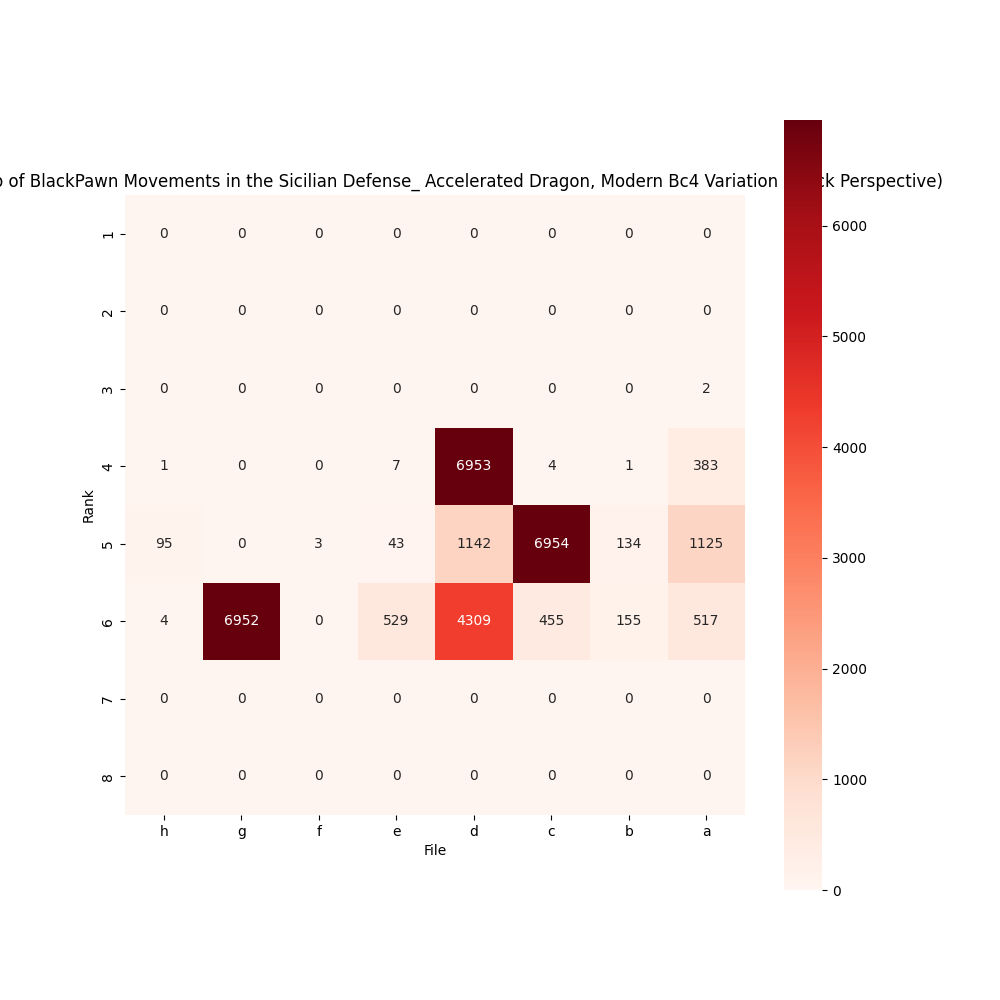 of BlackPawn Movements in the Sicilian Defense_ Accelerated Dragon, Modern Bc4 Variation Perspective)
6000
1 0 0 0 0 0 0 0 0
2 0 0 0 0 0 0 0 0
5000
3 0 0 0 0 0 0 0 2
4 1 0 0 7 6953 4 1 383
4000
Rank
5 95 0 3 43 1142 6954 134 1125
3000
6 4 6952 0 529 4309 455 155 517
2000
7 0 0 0 0 0 0 0 0
8 0 0 0 0 0 0 0 0
1000
h g f e d c b a
File
0